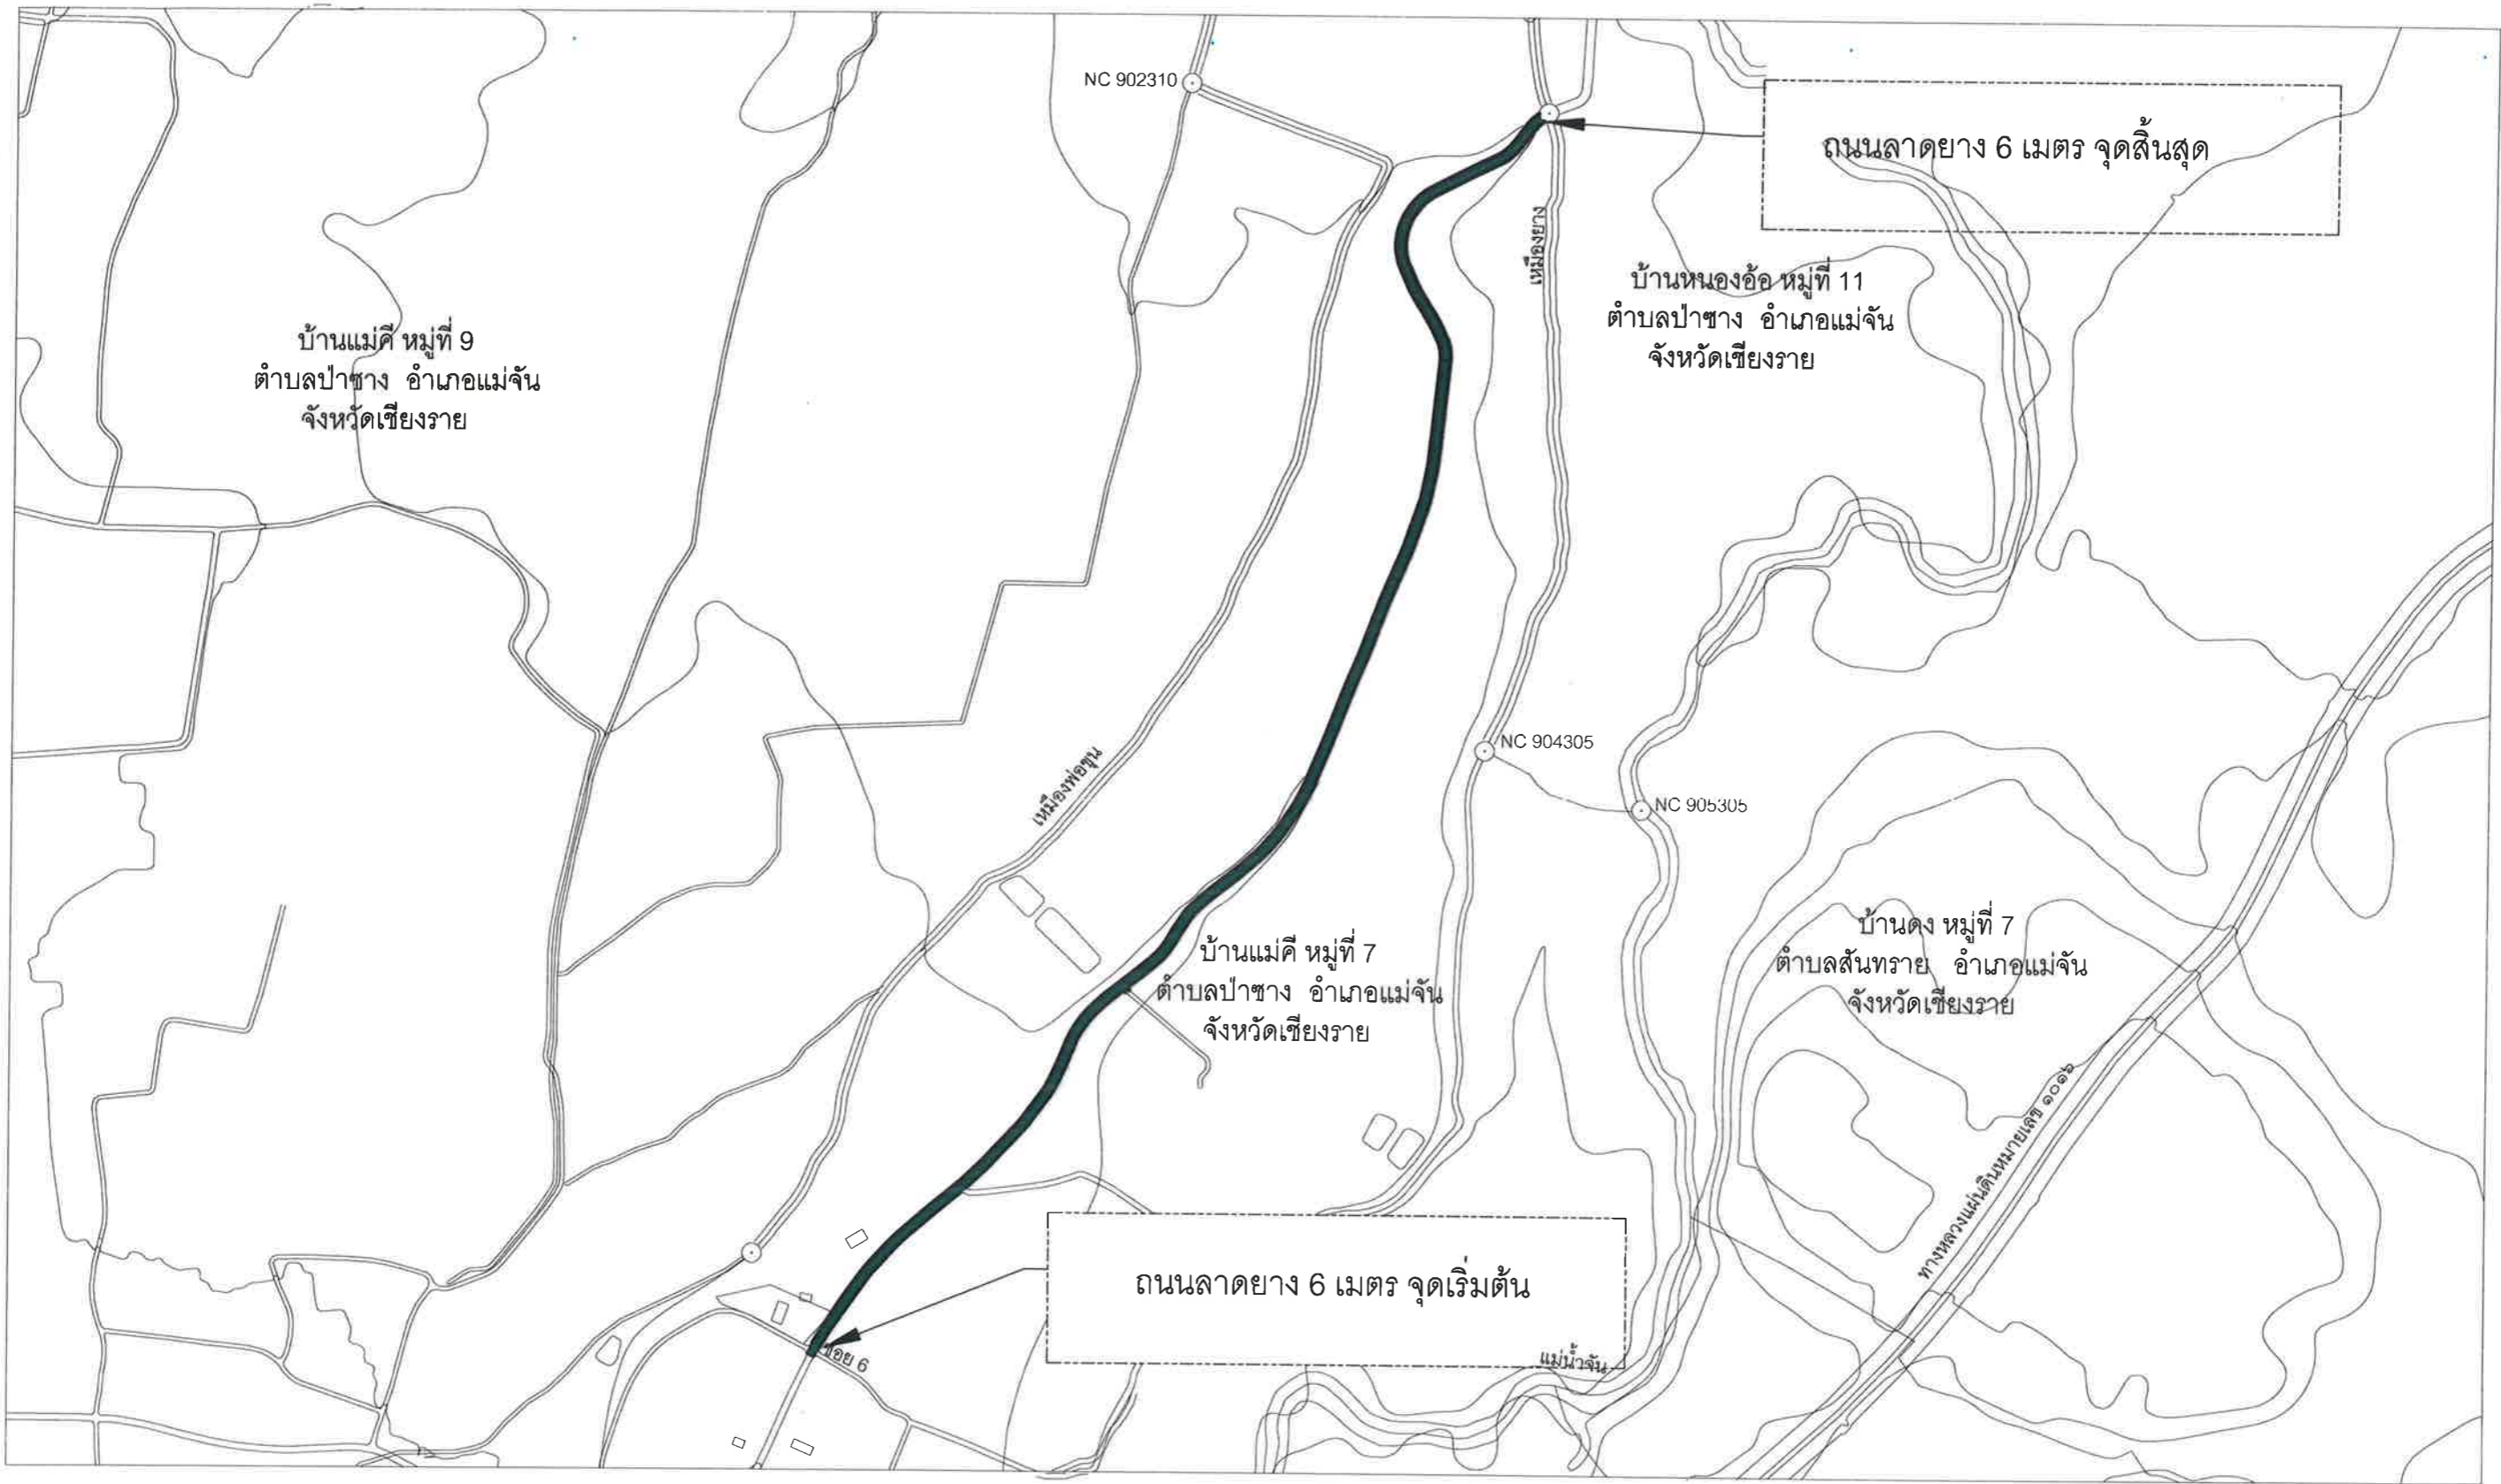 NC 902310
ถนนลาดยาง 6 เมตร จุดสิ้นสุด
เหมืองยาง
บ้านหนองอ้อ หมู่ที่ 11
ตำบลป่าซาง อำเภอแม่จัน
จังหวัดเชียงราย
บ้านแม่คี หมู่ที่ 9
ตำบลป่าซาง อำเภอแม่จัน
จังหวัดเชียงราย
NC 904305
เหมืองพ่อขุน
NC 905305
บ้านแม่คี หมู่ที่ 7
ตำบลป่าซาง อำเภอแม่จัน
จังหวัดเชียงราย
บ้านดง หมู่ที่ 7
ตำบลสันทราย อำเภอแม่จัน
จังหวัดเชียงราย
ทางหลวงแผ่นดินหมายเลข ๑๐๑๖
ถนนลาดยาง 6 เมตร จุดเริ่มต้น
ซอย 6
แม่น้ำจัน